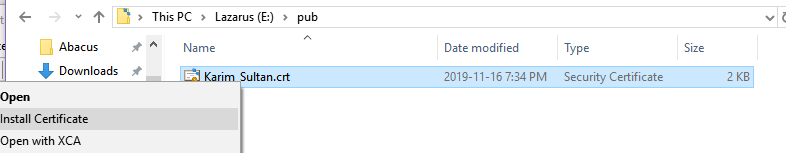 This PC > Lazarus (E:) > pub
Abacus
Downloads
Name
Date modified
Type
Size
Karim_Sultan.crt
2019-11-16 7:34 PM
Security Certificate
2 KB
Open
Install Certificate
Open with XCA